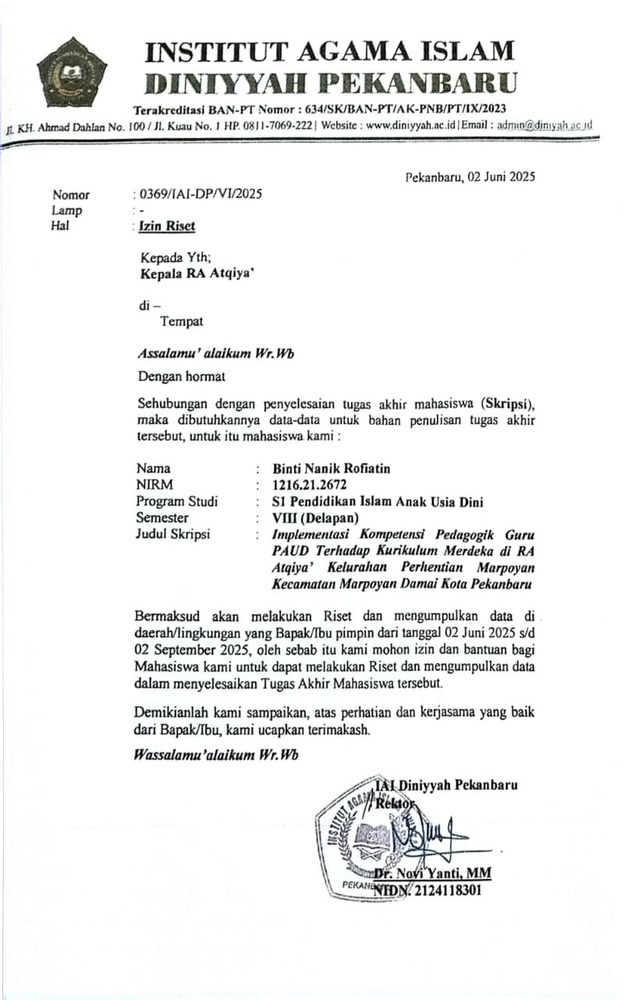 INSTITUT AGAMA ISLAM
DINIYYAH PEKANBARU
Terakreditasi BAN-PT Nomor : 634/SK/BAN-PT/AK-PNB/PT/IX/2023
Jl. KH. Ahmad Dahlan No. 100 / Jl. Kuau No. 1 HP. 0811-7069-222 | Website : www.diniyyah.ac.id | Email : admin@diniyah.ac.id
Pekanbaru, 02 Juni 2025
Nomor : 0369/IAI-DP/VI/2025
Lamp : -
Hal : Izin Riset
Kepada Yth;
Kepala RA Atqiya'
di –
Tempat
Assalamu' alaikum Wr.Wb
Dengan hormat
Sehubungan dengan penyelesaian tugas akhir mahasiswa (Skripsi),
maka dibutuhkannya data-data untuk bahan penulisan tugas akhir
tersebut, untuk itu mahasiswa kami :
Nama : Binti Nanik Rofiatin
NIRM : 1216.21.2672
Program Studi : S1 Pendidikan Islam Anak Usia Dini
Semester : VIII (Delapan)
Judul Skripsi : Implementasi Kompetensi Pedagogik Guru
PAUD Terhadap Kurikulum Merdeka di RA
Atqiya' Kelurahan Perhentian Marpoyan
Kecamatan Marpoyan Damai Kota Pekanbaru
Bermaksud akan melakukan Riset dan mengumpulkan data di
daerah/lingkungan yang Bapak/Ibu pimpin dari tanggal 02 Juni 2025 s/d
02 September 2025, oleh sebab itu kami mohon izin dan bantuan bagi
Mahasiswa kami untuk dapat melakukan Riset dan mengumpulkan data
dalam menyelesaikan Tugas Akhir Mahasiswa tersebut.
Demikianlah kami sampaikan, atas perhatian dan kerjasama yang baik
dari Bapak/Ibu, kami ucapkan terimakash.
Wassalamu'alaikum Wr.Wb
IAI Diniyyah Pekanbaru
Rektor
INSTITUT AGAMA
Dr. Novi Yanti, MM
NIDN. 2124118301